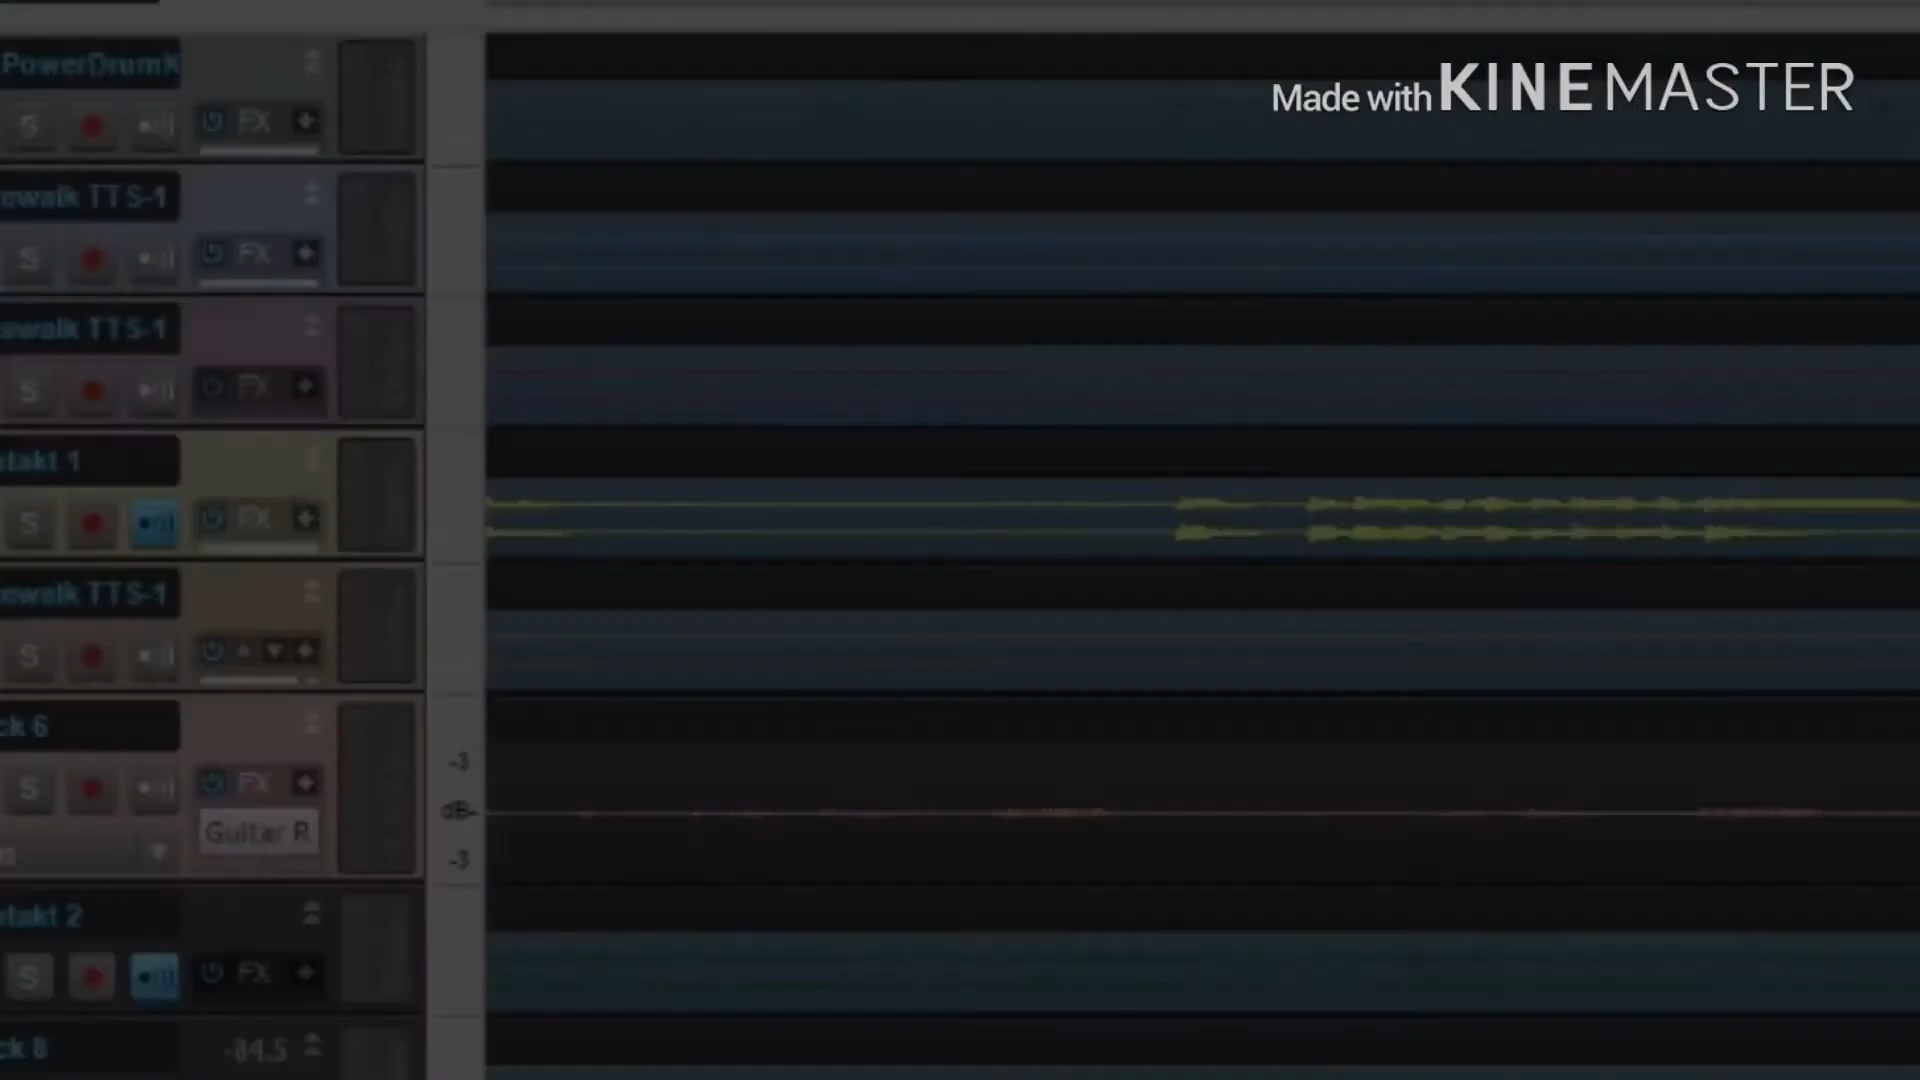 Made with KINEMASTER
PowerDrumK
ewalk TTS-1
ewalk TTS-1
takt 1
ewalk TTS-1
ck 6
takt 2
ck 8
S
FX
S
FX
S
FX
S
FX
S
S
FX
Guitar R
-3
dB-
-3
S
FX
-84.5